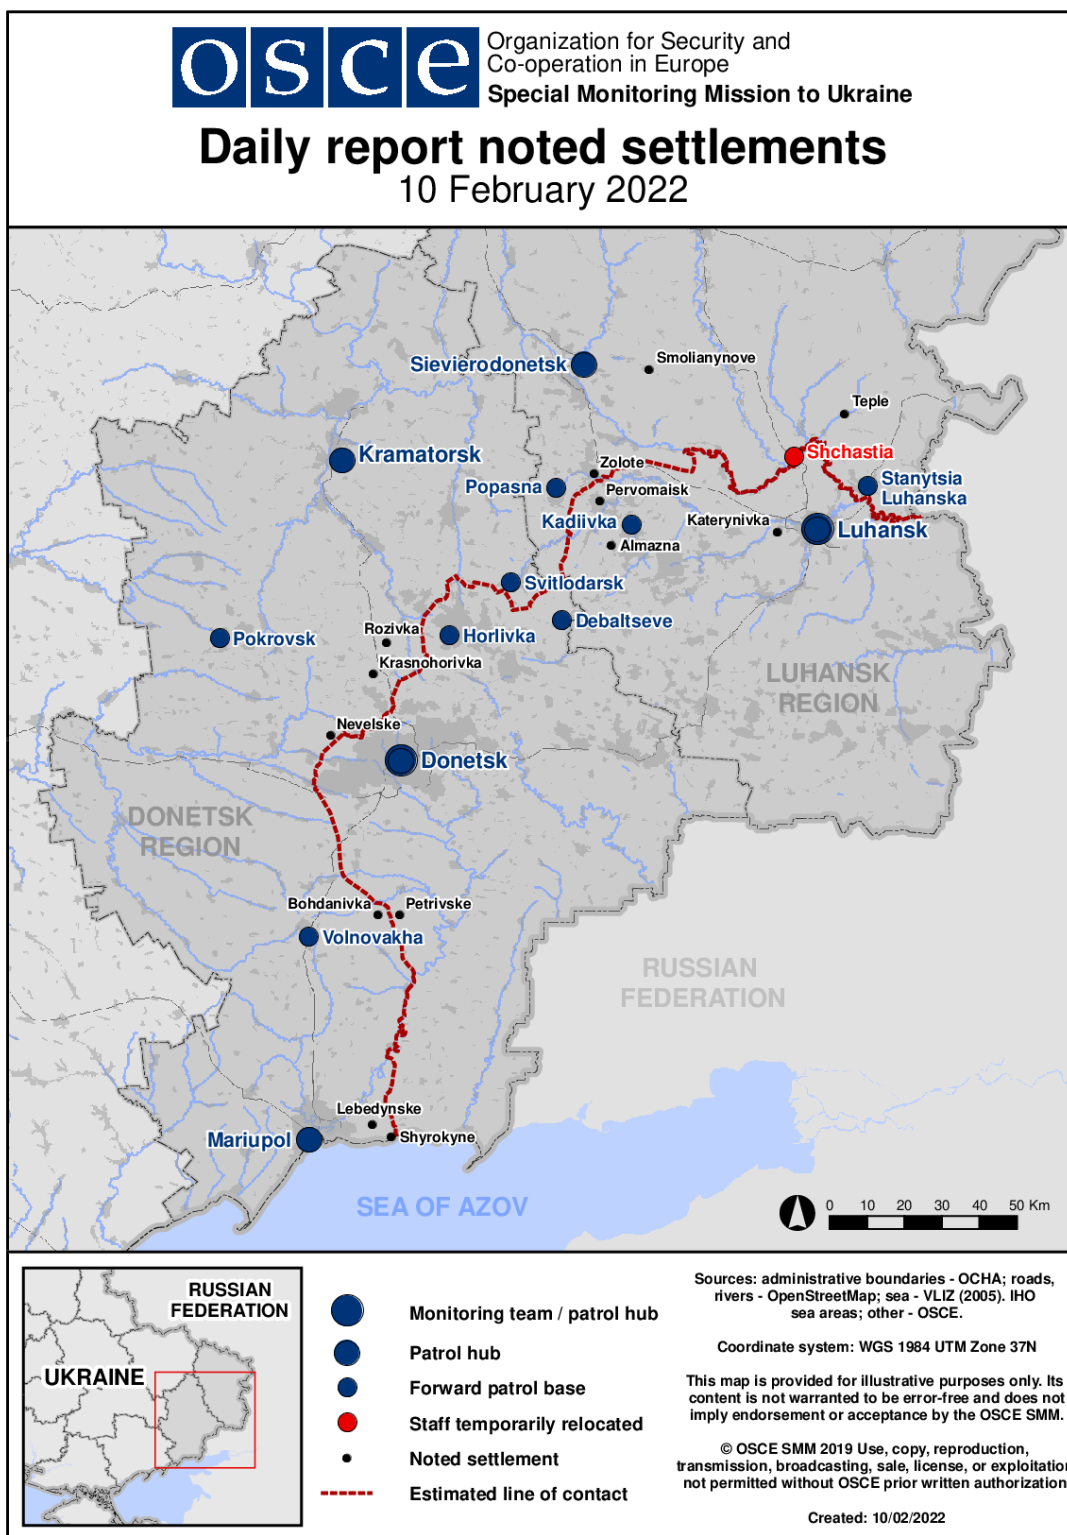 osce
Organization for Security and
Co-operation in Europe
Special Monitoring Mission to Ukraine
Daily report noted settlements
10 February 2022
Sievierodonetsk
Smolianynove
Teple
Kramatorsk
Shchastia
Zolote
Popasna
Pervomaisk
Stanytsia
Luhanska
Kadiivka
Katerynivka
Luhansk
Almazna
Svitlodarsk
Debaltseve
Rozivka
Horlivka
Pokrovsk
Krasnohorivka
LUHANSK
REGION
Nevelske
Donetsk
DONETSK
REGION
Bohdanivka
Petrivske
Volnovakha
RUSSIAN
FEDERATION
Lebedynske
Mariupol
Shyrokyne
SEA OF AZOV
0 10 20 30 40 50 Km
RUSSIAN
FEDERATION
UKRAINE
Monitoring team / patrol hub
Patrol hub
Forward patrol base
Staff temporarily relocated
Noted settlement
Estimated line of contact
Sources: administrative boundaries - OCHA; roads,
rivers - OpenStreetMap; sea - VLIZ (2005). IHO
sea areas; other - OSCE.
Coordinate system: WGS 1984 UTM Zone 37N
This map is provided for illustrative purposes only. Its
content is not warranted to be error-free and does not
imply endorsement or acceptance by the OSCE SMM.
© OSCE SMM 2019 Use, copy, reproduction,
transmission, broadcasting, sale, license, or exploitation
not permitted without OSCE prior written authorization
Created: 10/02/2022